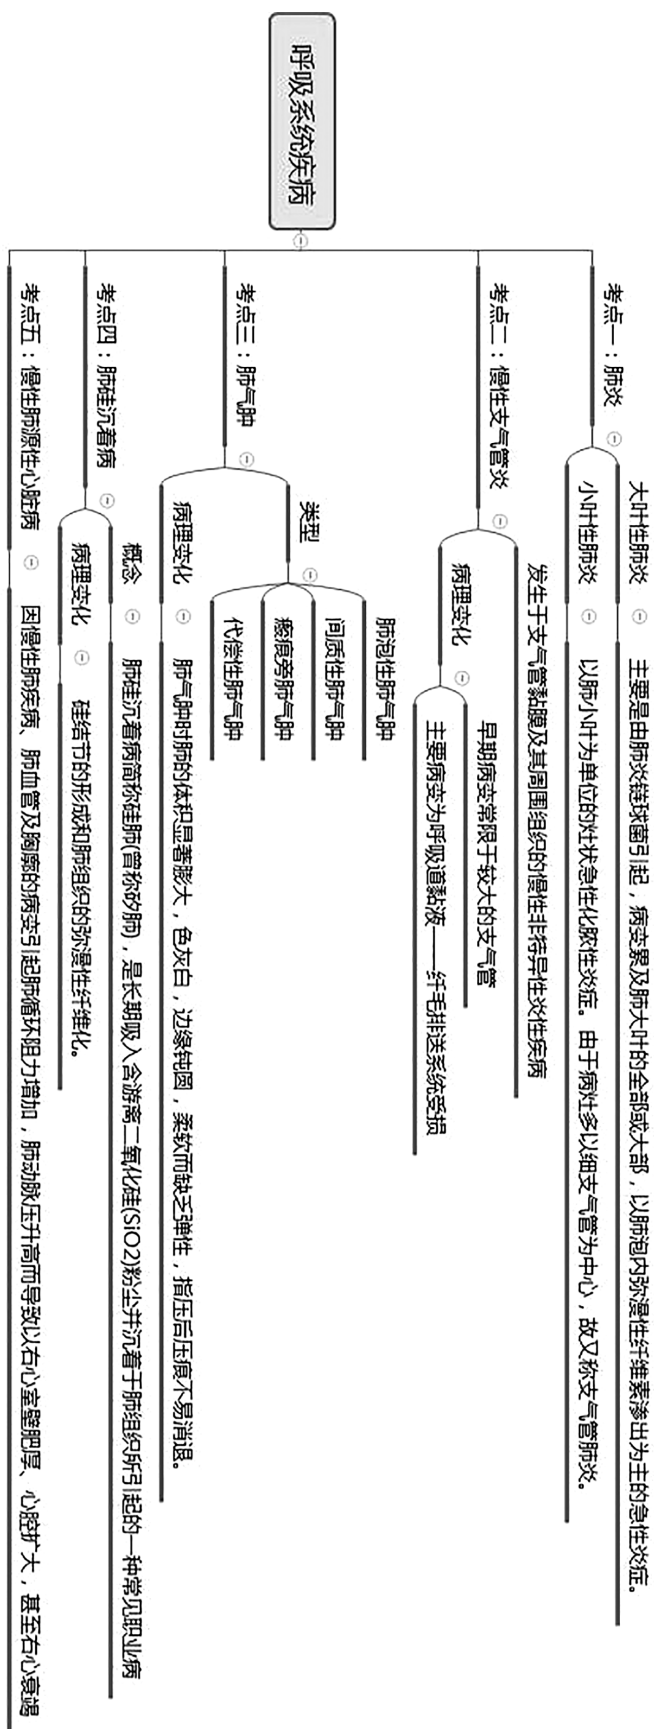 呼吸系统疾病
考点一：肺炎
大叶性肺炎
主要是由肺炎链球菌引起，病变累及肺大叶的全部或大部，以肺泡内弥漫性纤维素渗出为主的急性炎症。
小叶性肺炎
以肺小叶为单位的灶状急性化脓性炎症。由于病灶多以细支气管为中心，故又称支气管肺炎。
考点二：慢性支气管炎
发生于支气管黏膜及其周围组织的慢性非特异性炎性疾病
病理变化
早期病变常限于较大的支气管
主要病变为呼吸道黏液——纤毛排送系统受损
考点三：肺气肿
类型
肺泡性肺气肿
间质性肺气肿
瘢痕旁肺气肿
代偿性肺气肿
病理变化
肺气肿时肺的体积显著膨大，色灰白，边缘钝圆，柔软而缺乏弹性，指压后压痕不易消退。
考点四：肺硅沉着病
概念
肺硅沉着病简称硅肺(曾称矽肺)，是长期吸入含游离二氧化硅(SiO2)粉尘并沉着于肺组织所引起的一种常见职业病
病理变化
硅结节的形成和肺组织的弥漫性纤维化。
考点五：慢性肺源性心脏病
因慢性肺疾病、肺血管及胸廓的病变引起肺循环阻力增加，肺动脉压升高而导致以右心室壁肥厚、心腔扩大，甚至右心衰竭